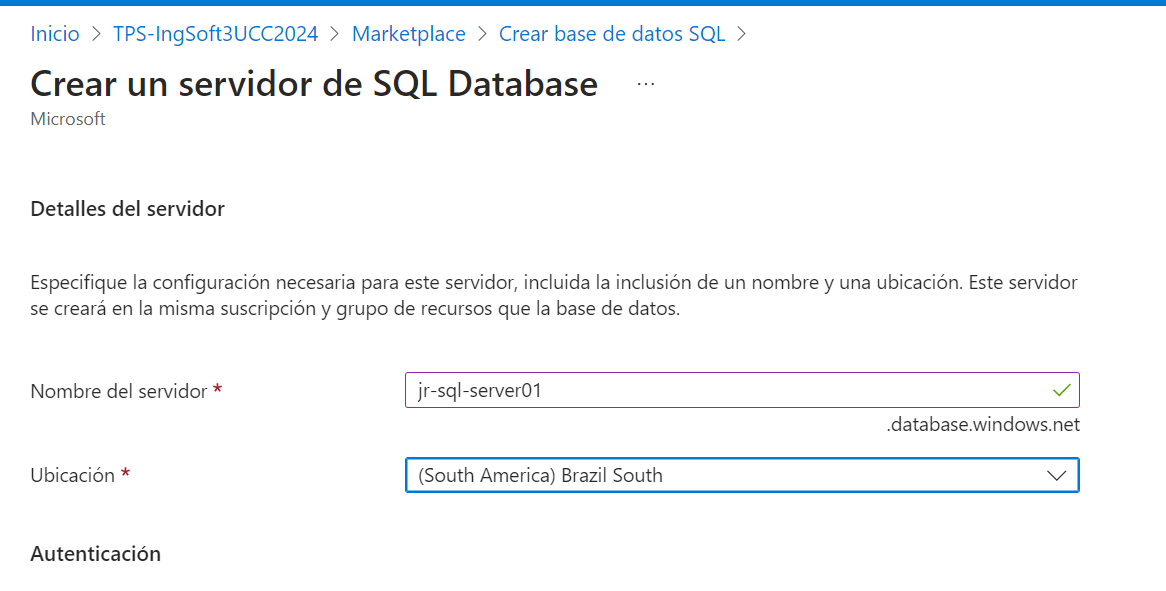 Inicio > TPS-IngSoft3UCC2024 > Marketplace > Crear base de datos SQL >
Crear un servidor de SQL Database ...
Microsoft
Detalles del servidor
Especifique la configuración necesaria para este servidor, incluida la inclusión de un nombre y una ubicación. Este servidor
se creará en la misma suscripción y grupo de recursos que la base de datos.
Nombre del servidor * jr-sql-server01
.database.windows.net
Ubicación * (South America) Brazil South
Autenticación